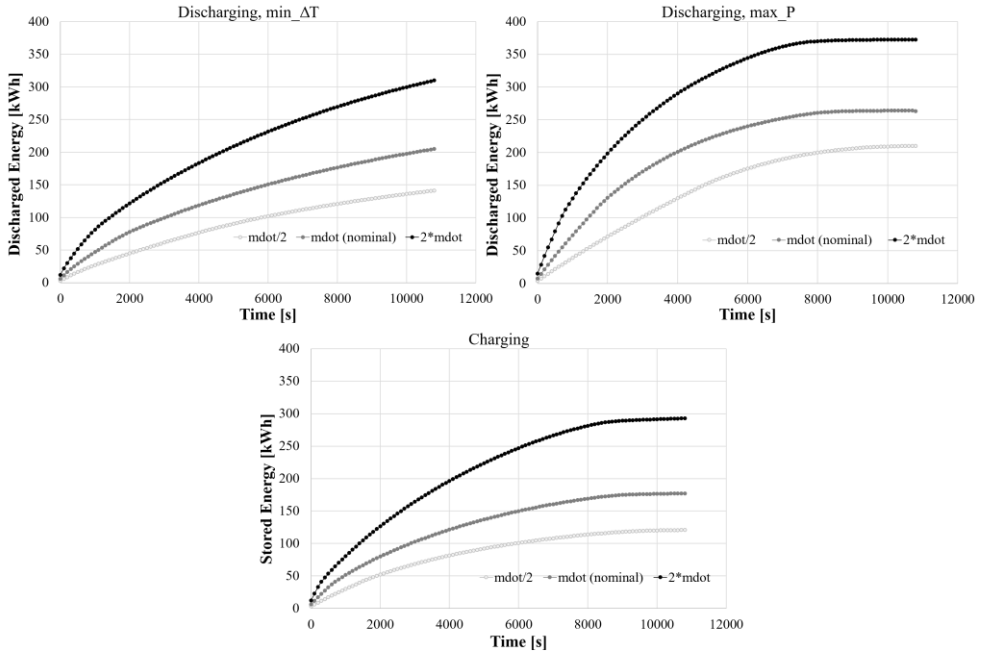 Discharging, min_ΔT
400
350
300
250
200
150
100
50
0
Discharged Energy [kWh]
mdot/2 mdot (nominal) 2*mdot
0 2000 4000 6000 8000 10000 12000
Time [s]
Discharging, max_P
400
350
300
250
200
150
100
50
0
Discharged Energy [kWh]
mdot/2 mdot (nominal) 2*mdot
0 2000 4000 6000 8000 10000 12000
Time [s]
Charging
400
350
300
250
200
150
100
50
0
Stored Energy [kWh]
mdot/2 mdot (nominal) 2*mdot
0 2000 4000 6000 8000 10000 12000
Time [s]